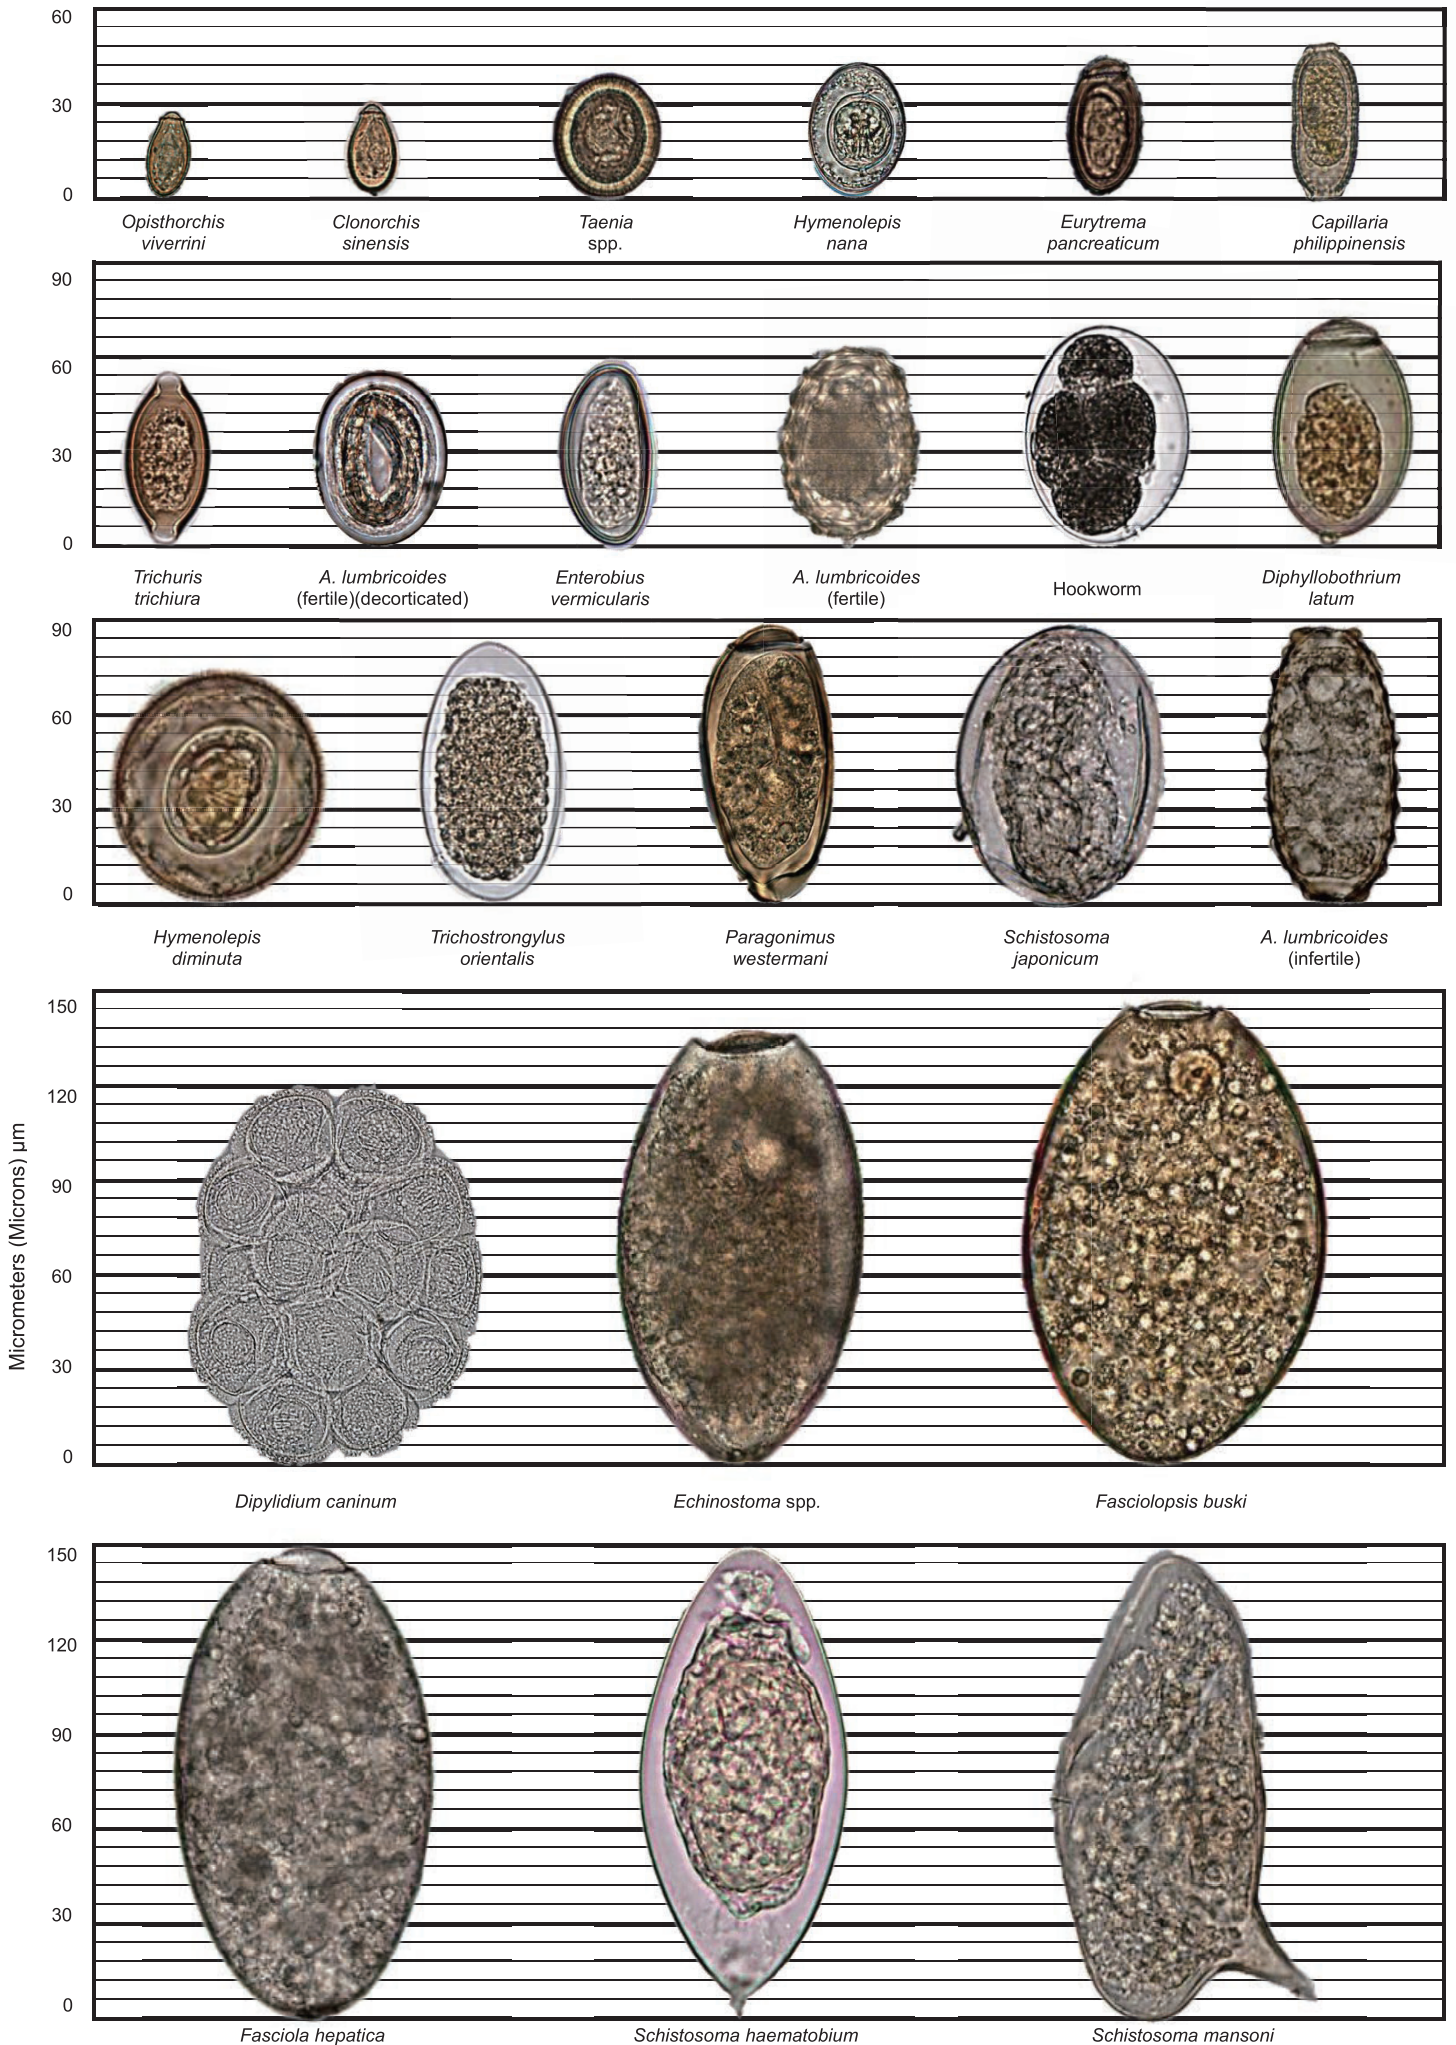 60
30
0
Opisthorchis viverrini
Clonorchis sinensis
Taenia spp.
Hymenolepis nana
Eurytrema pancreaticum
Capillaria philippinensis
90
60
30
0
Trichuris trichiura
A. lumbricoides (fertile)(decorticated)
Enterobius vermicularis
A. lumbricoides (fertile)
Hookworm
Diphyllobothrium latum
90
60
30
0
Hymenolepis diminuta
Trichostrongylus orientalis
Paragonimus westermani
Schistosoma japonicum
A. lumbricoides (infertile)
Micrometers (Microns) µm
150
120
90
60
30
0
Dipylidium caninum
Echinostoma spp.
Fasciolopsis buski
150
120
90
60
30
0
Fasciola hepatica
Schistosoma haematobium
Schistosoma mansoni